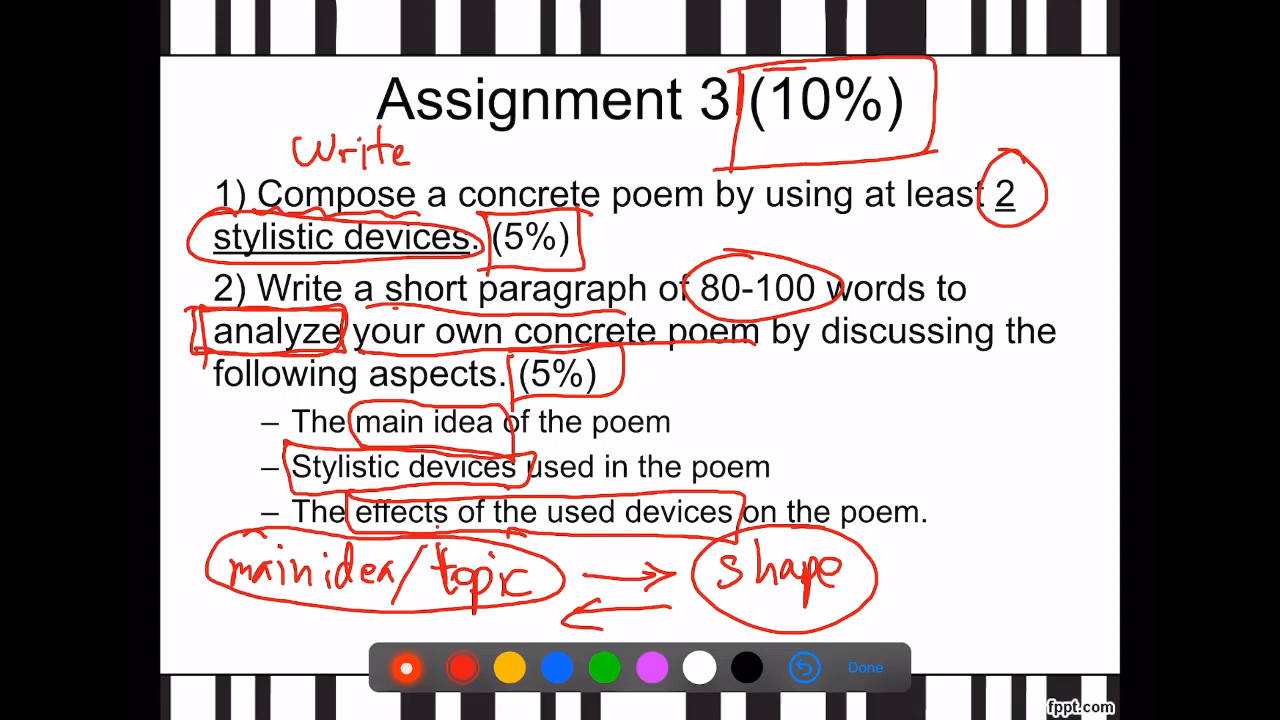 Assignment 3 (10%)
Write
1) Compose a concrete poem by using at least 2
stylistic devices. (5%)
2) Write a short paragraph of 80-100 words to
analyze your own concrete poem by discussing the
following aspects. (5%)
– The main idea of the poem
– Stylistic devices used in the poem
– The effects of the used devices on the poem.
main idea/topic shape
Done
fppt.com